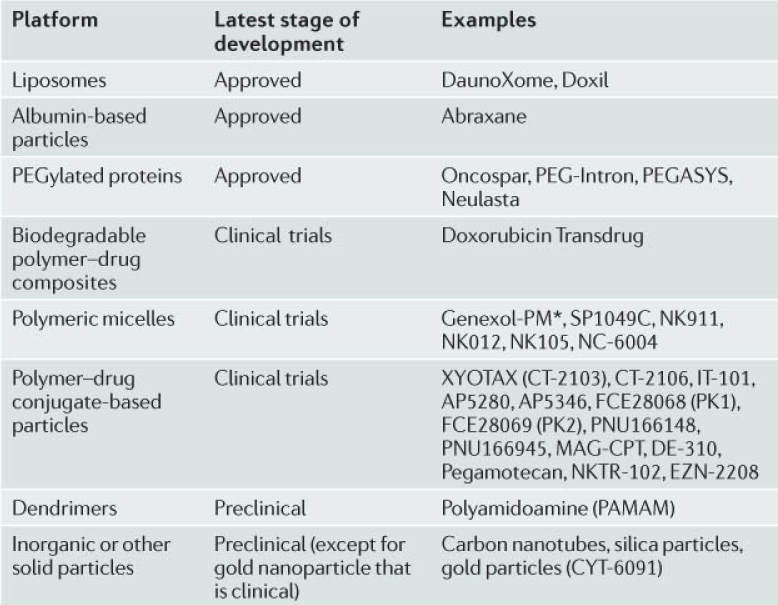 Platform Latest stage of development Examples
Liposomes Approved DaunoXome, Doxil
Albumin-based particles Approved Abraxane
PEGylated proteins Approved Oncospar, PEG-Intron, PEGASYS, Neulasta
Biodegradable polymer–drug composites Clinical trials Doxorubicin Transdrug
Polymeric micelles Clinical trials Genexol-PM*, SP1049C, NK911, NK012, NK105, NC-6004
Polymer–drug conjugate-based particles Clinical trials XYOTAX (CT-2103), CT-2106, IT-101, AP5280, AP5346, FCE28068 (PK1), FCE28069 (PK2), PNU166148, PNU166945, MAG-CPT, DE-310, Pegamotecan, NKTR-102, EZN-2208
Dendrimers Preclinical Polyamidoamine (PAMAM)
Inorganic or other solid particles Preclinical (except for gold nanoparticle that is clinical) Carbon nanotubes, silica particles, gold particles (CYT-6091)